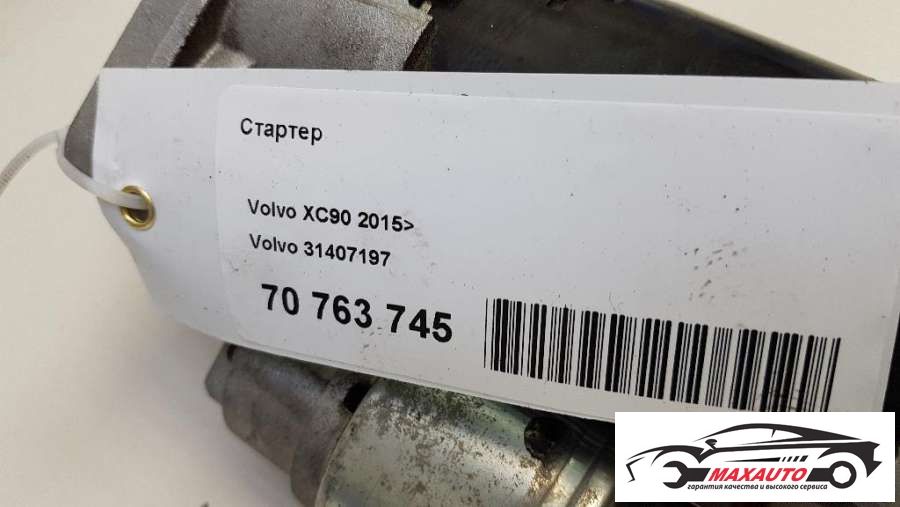 Стартер
Volvo XC90 2015>
Volvo 31407197
70 763 745
MAXAUTO
гарантия качества и высокого сервиса